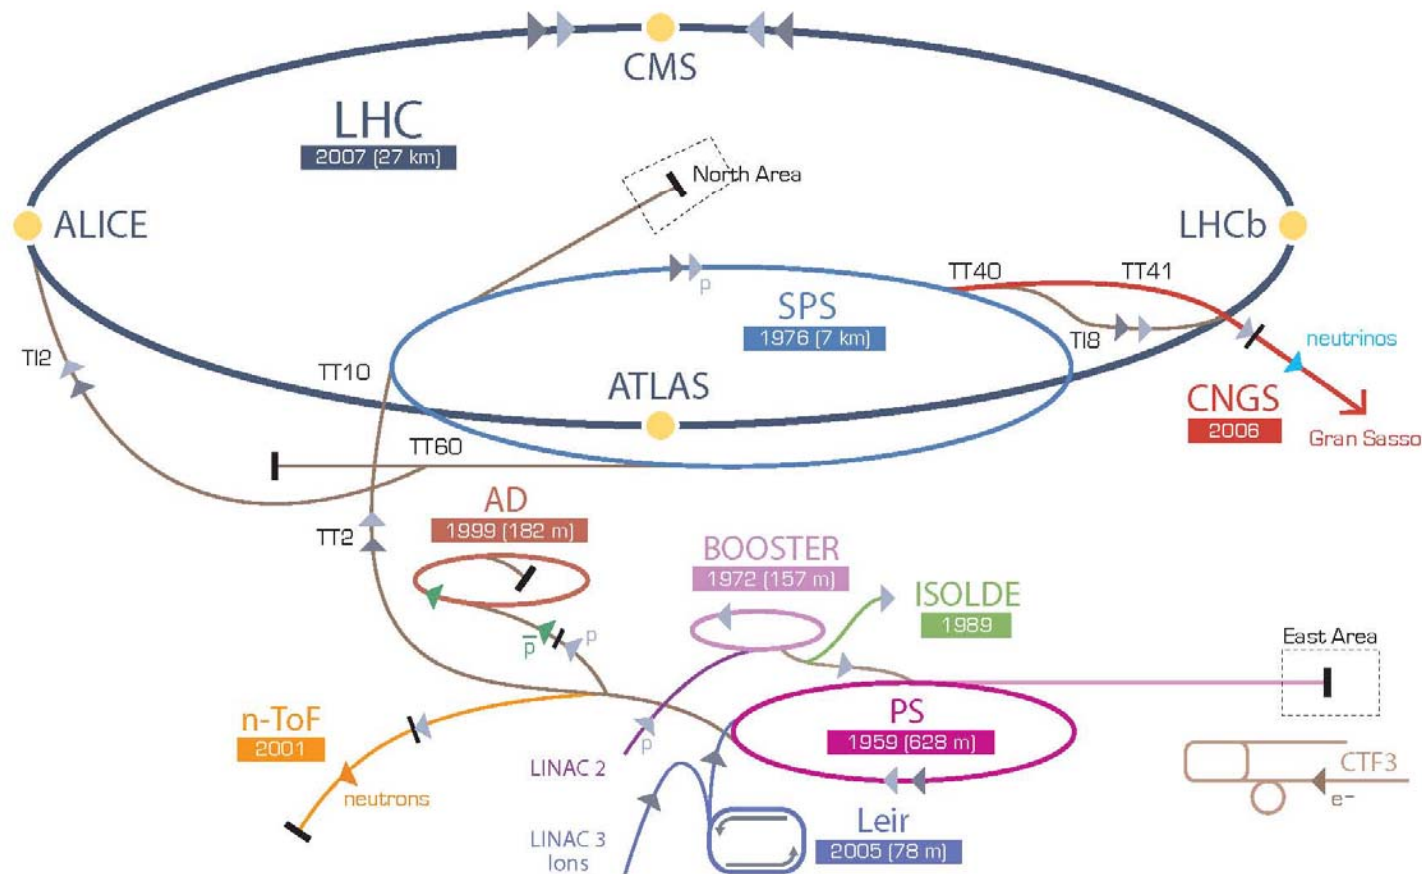 CMS
LHC
2007 (27 km)
North Area
ALICE
LHCb
TT40
TT41
SPS
p
1976 (7 km)
TI8
neutrinos
TI2
TT10
ATLAS
CNGS
2006
Gran Sasso
TT60
AD
1999 (182 m)
TT2
BOOSTER
1972 (157 m)
ISOLDE
1989
East Area
p
p
n-ToF
2001
PS
1959 (628 m)
p
LINAC 2
CTF3
neutrons
e-
LINAC 3
Ions
Leir
2005 (78 m)